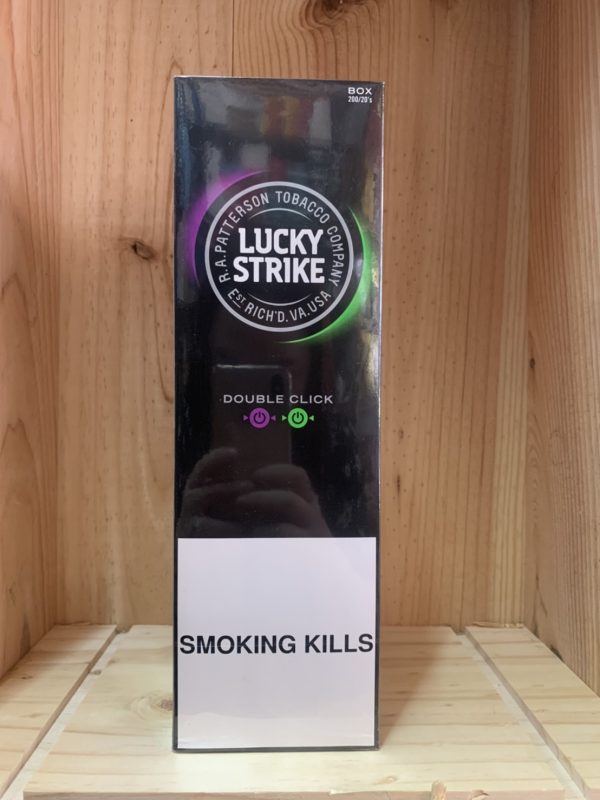 BOX
200/20's
R.A.PATTERSON TOBACCO COMPANY
LUCKY
STRIKE
EST RICH'D.VA.USA
DOUBLE CLICK
SMOKING KILLS